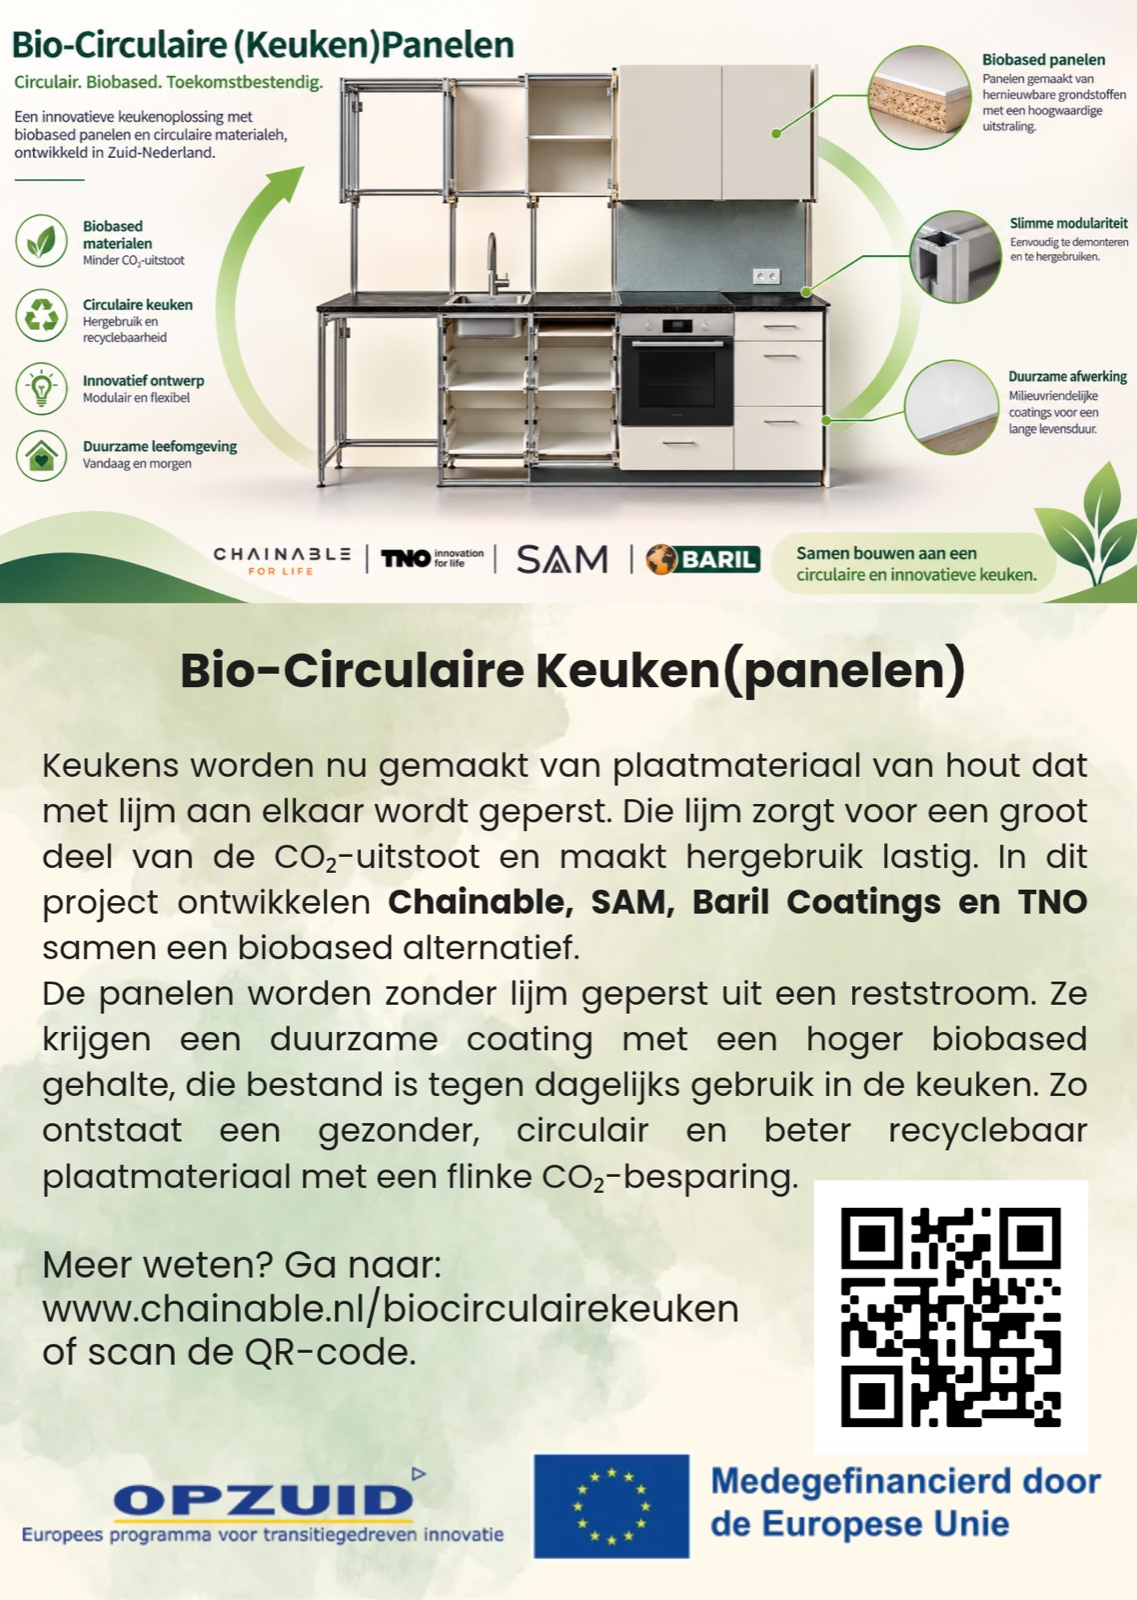 Bio-Circulaire (Keuken)Panelen
Circulair. Biobased. Toekomstbestendig.
Een innovatieve keukenoplossing met
biobased panelen en circulaire materialeh,
ontwikkeld in Zuid-Nederland.
Biobased
materialen
Minder CO₂-uitstoot
Circulaire keuken
Hergebruik en
recyclebaarheid
Innovatief ontwerp
Modulair en flexibel
Duurzame leefomgeving
Vandaag en morgen
Biobased panelen
Panelen gemaakt van
hernieuwbare grondstoffen
met een hoogwaardige
uitstraling.
Slimme modulariteit
Eenvoudig te demonteren
en te hergebruiken.
Duurzame afwerking
Milieuvriendelijke
coatings voor een
lange levensduur.
CHAINABLE
FOR LIFE
TNO innovation
for life
SAM
BARIL
Samen bouwen aan een
circulaire en innovatieve keuken.
Bio-Circulaire Keuken(panelen)
Keukens worden nu gemaakt van plaatmateriaal van hout dat
met lijm aan elkaar wordt geperst. Die lijm zorgt voor een groot
deel van de CO₂-uitstoot en maakt hergebruik lastig. In dit
project ontwikkelen Chainable, SAM, Baril Coatings en TNO
samen een biobased alternatief.
De panelen worden zonder lijm geperst uit een reststroom. Ze
krijgen een duurzame coating met een hoger biobased
gehalte, die bestand is tegen dagelijks gebruik in de keuken. Zo
ontstaat een gezonder, circulair en beter recyclebaar
plaatmateriaal met een flinke CO₂-besparing.
Meer weten? Ga naar:
www.chainable.nl/biocirculairekeuken
of scan de QR-code.
OPZUID
Europees programma voor transitiegedreven innovatie
Medegefinancierd door
de Europese Unie